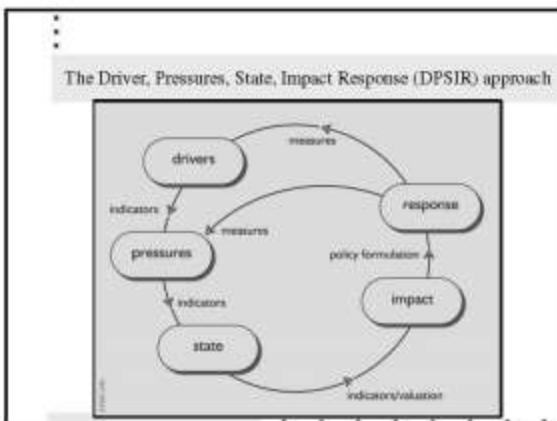 The Driver, Pressures, State, Impact Response (DPSIR) approach
measures
drivers
indicators
response
measures
pressures
policy formulation
impact
indicators
state
indicators/valuation